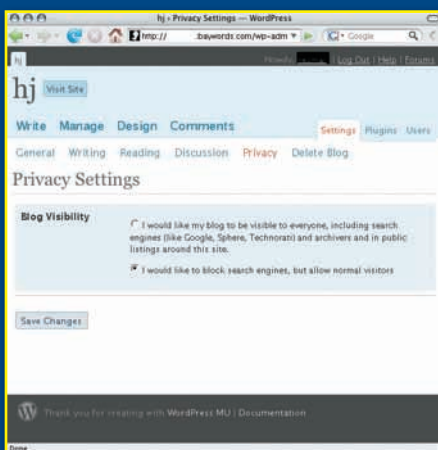 hj › Privacy Settings — WordPress
http:// .baywords.com/wp-adm Google
hj
Howdy, Log Out | Help | Forums
hj Visit Site
Write Manage Design Comments
Settings Plugins Users
General Writing Reading Discussion Privacy Delete Blog
Privacy Settings
Blog Visibility
I would like my blog to be visible to everyone, including search
engines (like Google, Sphere, Technorati) and archivers and in public
listings around this site.
I would like to block search engines, but allow normal visitors
Save Changes
Thank you for creating with WordPress MU | Documentation
Done